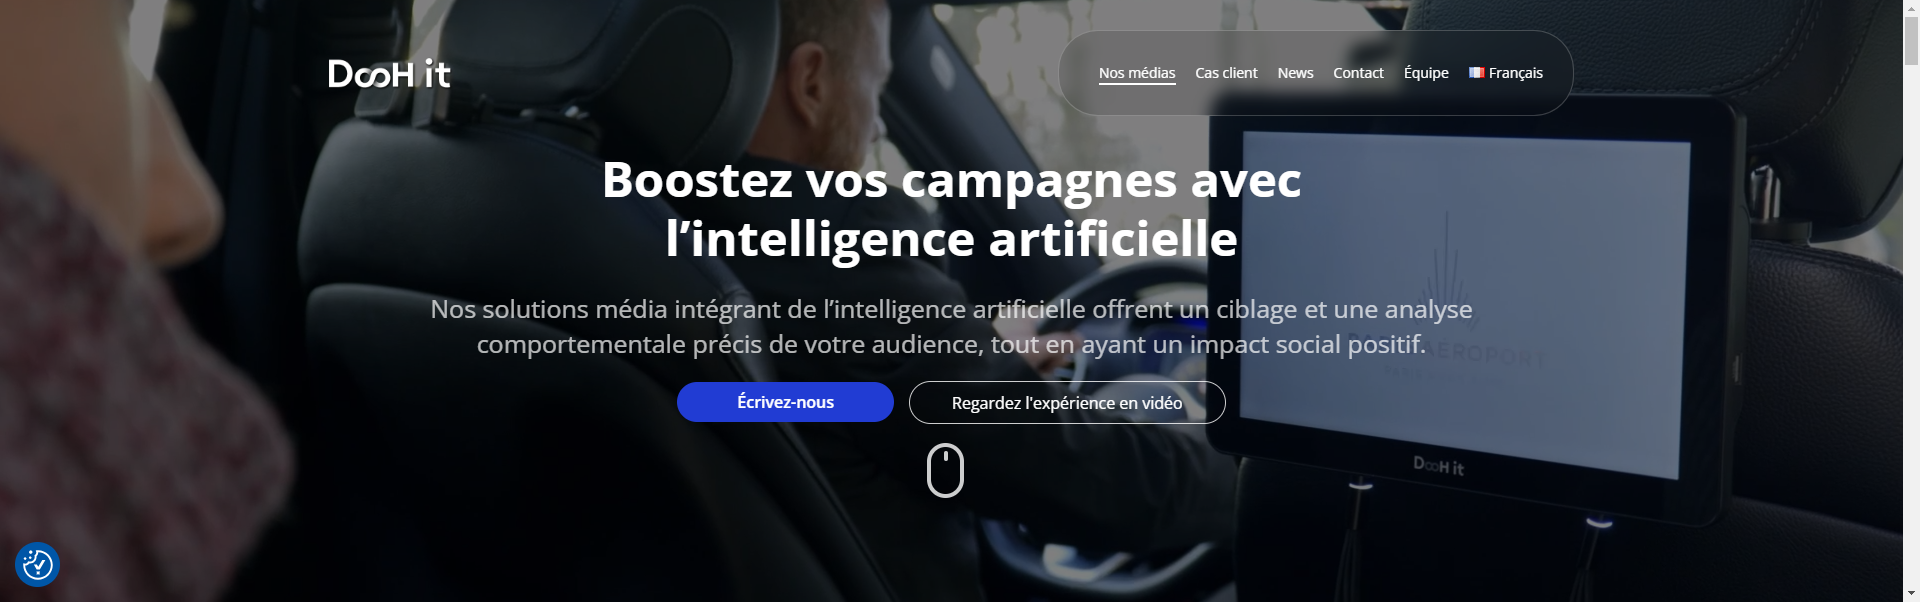 DooH it
Nos médias Cas client News Contact Équipe Français
Boostez vos campagnes avec
l’intelligence artificielle
Nos solutions média intégrant de l’intelligence artificielle offrent un ciblage et une analyse
comportementale précis de votre audience, tout en ayant un impact social positif.
AEROPORT
Écrivez-nous Regardez l'expérience en vidéo
DooH it